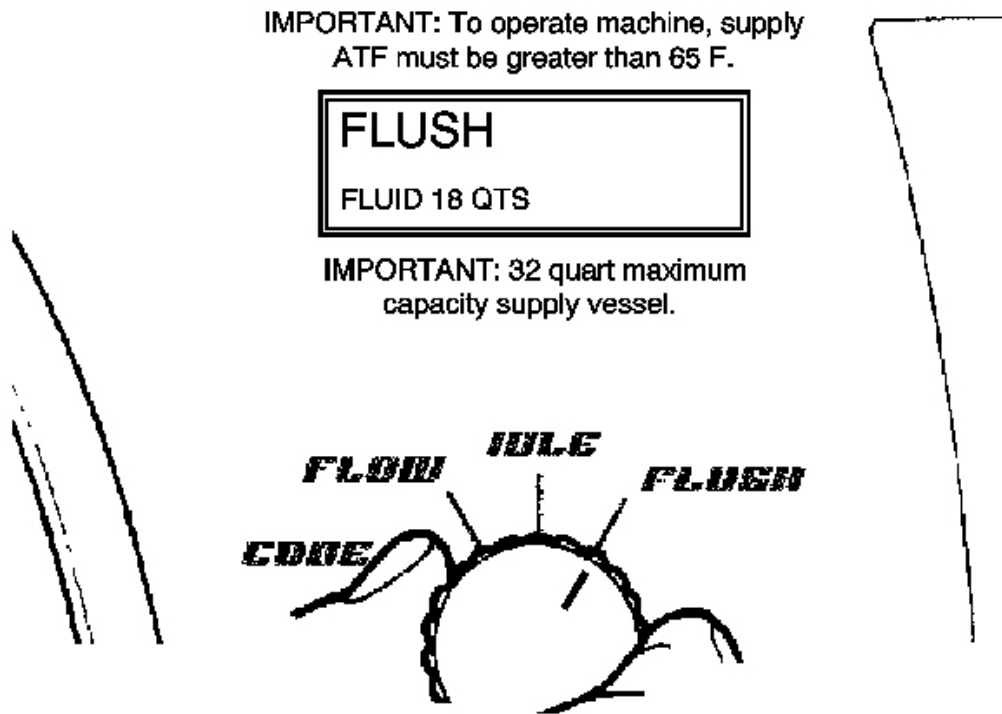 IMPORTANT: To operate machine, supply
ATF must be greater than 65 F.
FLUSH
FLUID 18 QTS
IMPORTANT: 32 quart maximum
capacity supply vessel.
IDLE
FLOW
FLUSH
CODE